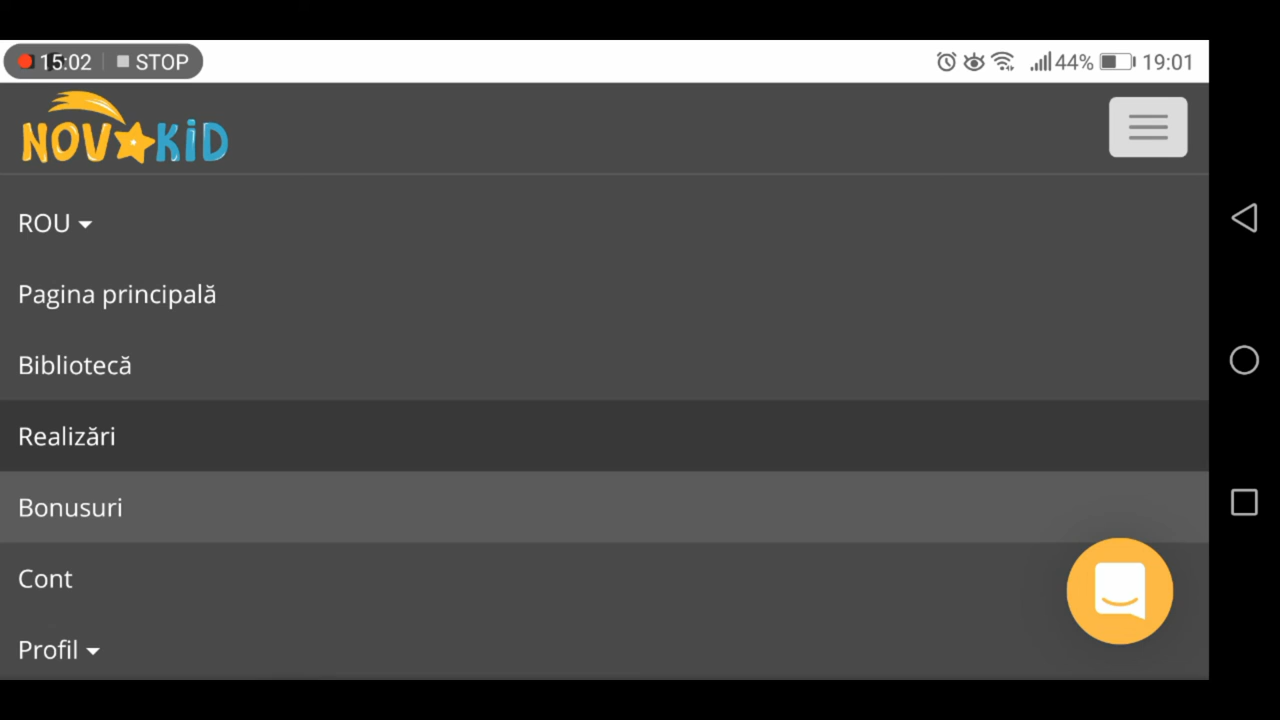 15:02 STOP 44% 19:01
NOVAKID
ROU
Pagina principală
Bibliotecă
Realizări
Bonusuri
Cont
Profil